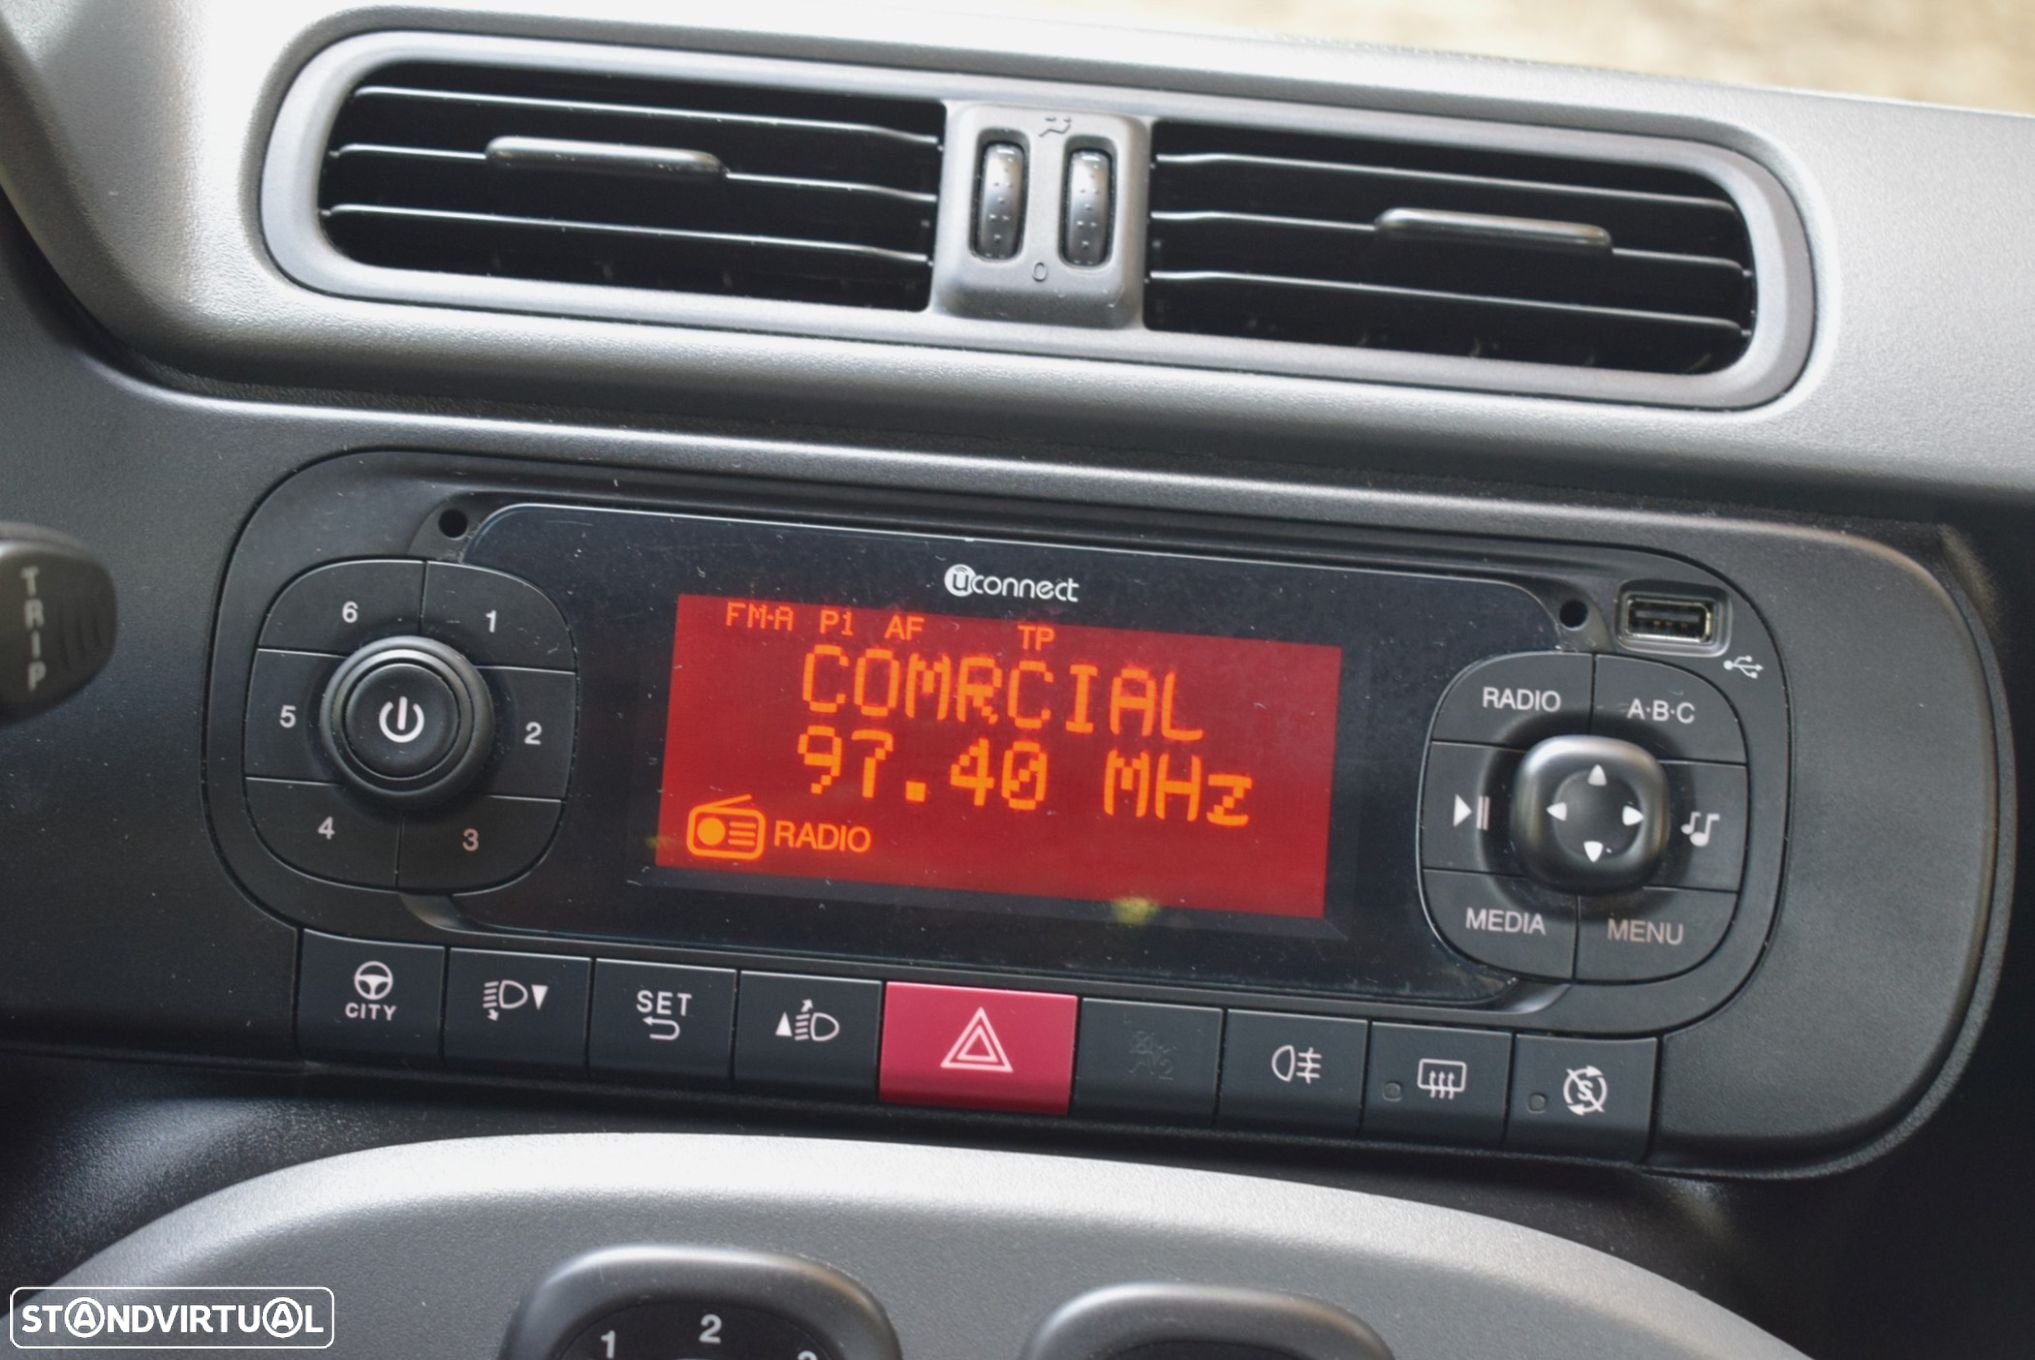 0
TRIP
uconnect
FM-A P1 AF TP
COMRCIAL
97.40 MHz
RADIO
6 1
5 2
4 3
RADIO A·B·C
MEDIA MENU
CITY
SET
S
1 2
STANDVIRTUAL